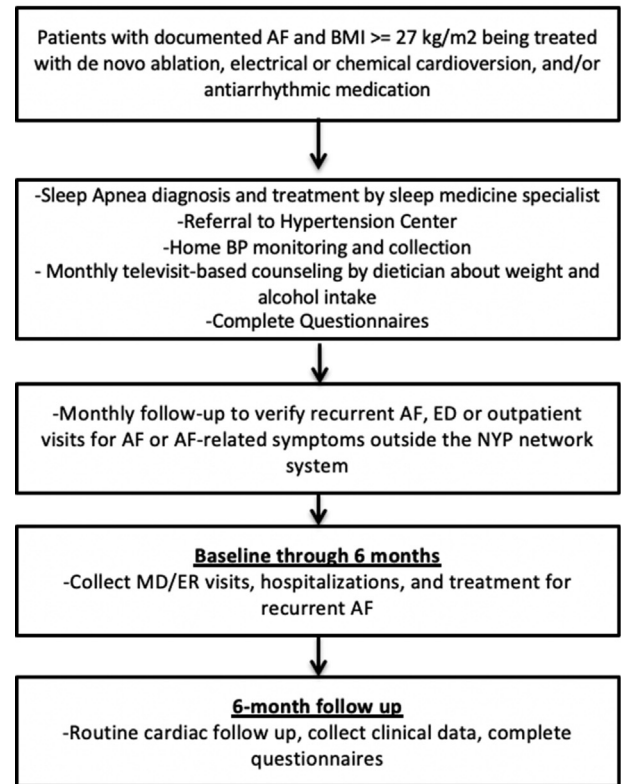 Patients with documented AF and BMI >= 27 kg/m2 being treated
with de novo ablation, electrical or chemical cardioversion, and/or
antiarrhythmic medication
-Sleep Apnea diagnosis and treatment by sleep medicine specialist
-Referral to Hypertension Center
-Home BP monitoring and collection
- Monthly televisit-based counseling by dietician about weight and
alcohol intake
-Complete Questionnaires
-Monthly follow-up to verify recurrent AF, ED or outpatient
visits for AF or AF-related symptoms outside the NYP network
system
Baseline through 6 months
-Collect MD/ER visits, hospitalizations, and treatment for
recurrent AF
6-month follow up
-Routine cardiac follow up, collect clinical data, complete
questionnaires